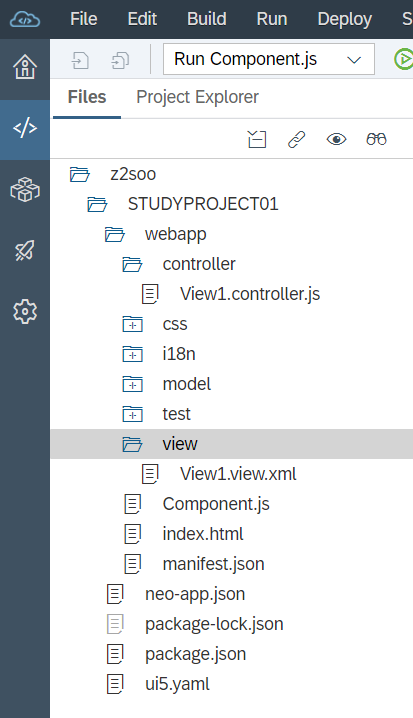 File Edit Build Run Deploy S
Run Component.js
Files Project Explorer
z2soo
STUDYPROJECT01
webapp
controller
View1.controller.js
css
i18n
model
test
view
View1.view.xml
Component.js
index.html
manifest.json
neo-app.json
package-lock.json
package.json
ui5.yaml